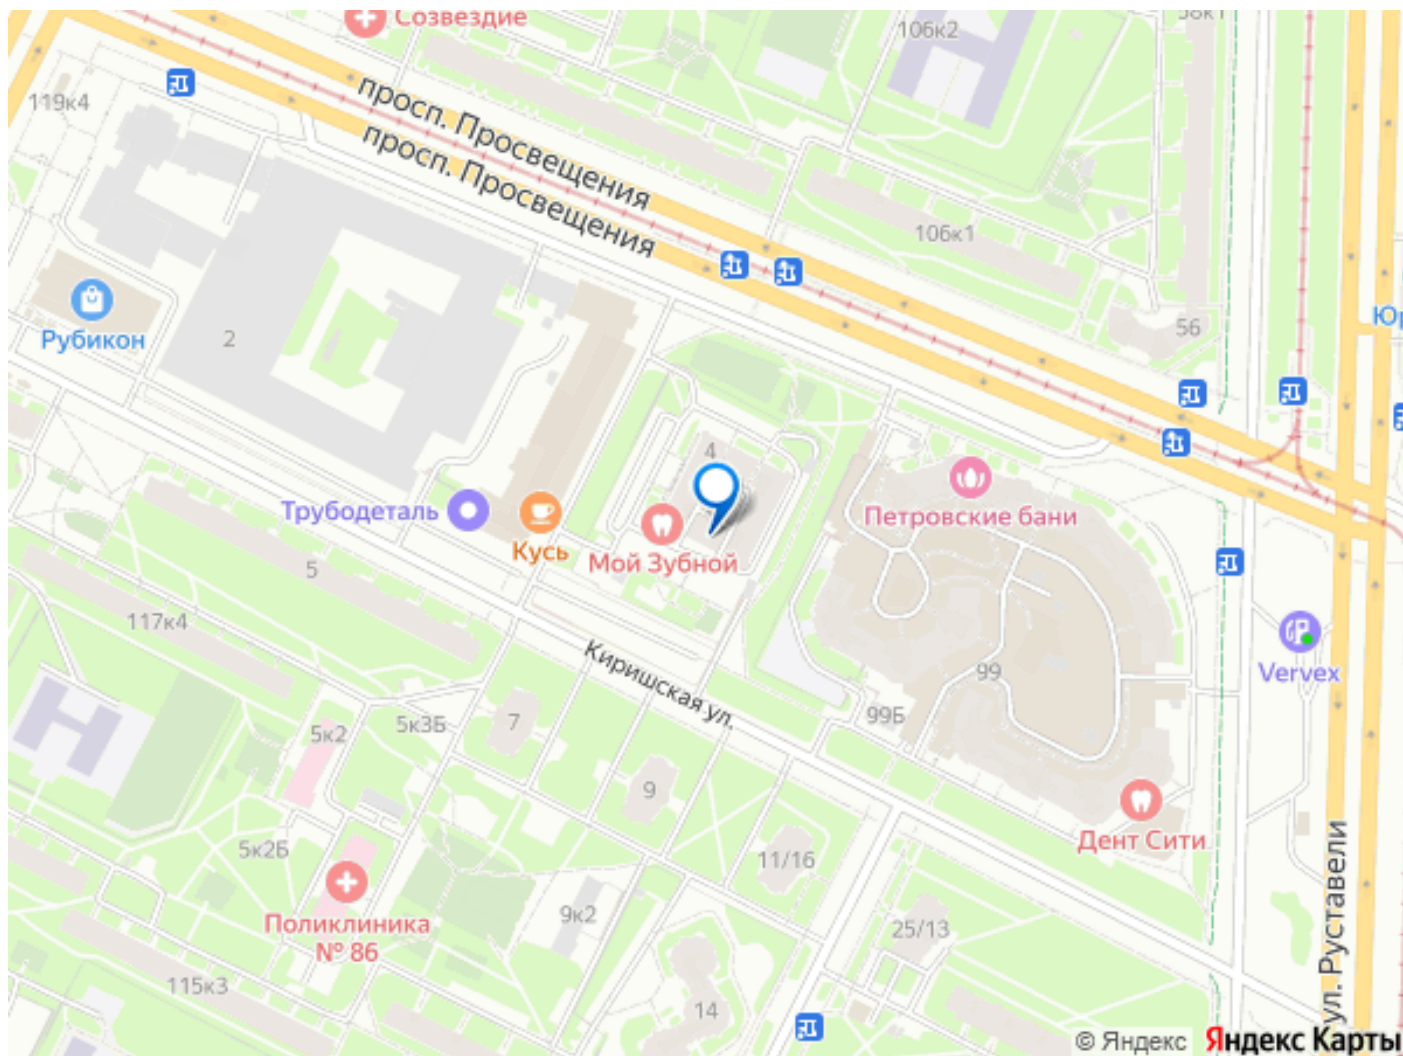 Созвездие
106к2
58к1
119к4
просп. Просвещения
просп. Просвещения
106к1
Рубикон
2
56
4
Петровские бани
Трубодеталь
Кусь
Мой Зубной
5
117к4
Киришская ул.
Vervex
99
99Б
5к3Б
7
5к2
9
Дент Сити
5к2Б
11/16
Поликлиника
№ 86
9к2
25/13
ул. Руставели
115к3
14
© Яндекс
Яндекс Карты